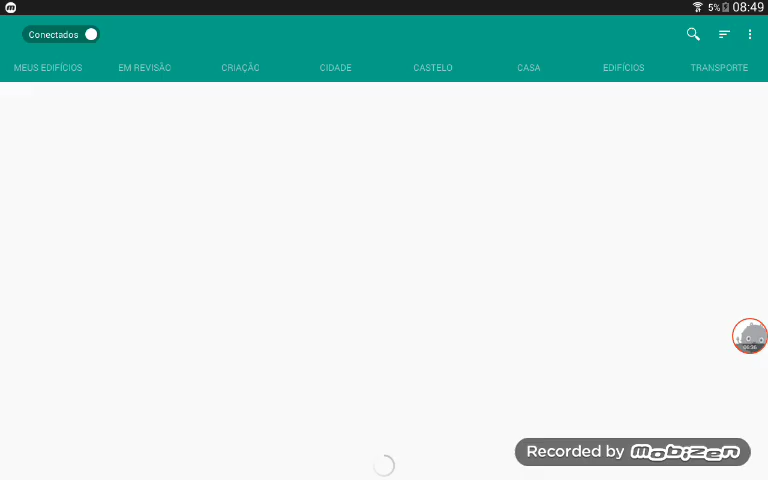 5% 08:49
Conectados
MEUS EDIFÍCIOS EM REVISÃO CRIAÇÃO CIDADE CASTELO CASA EDIFÍCIOS TRANSPORTE
Recorded by mobizen